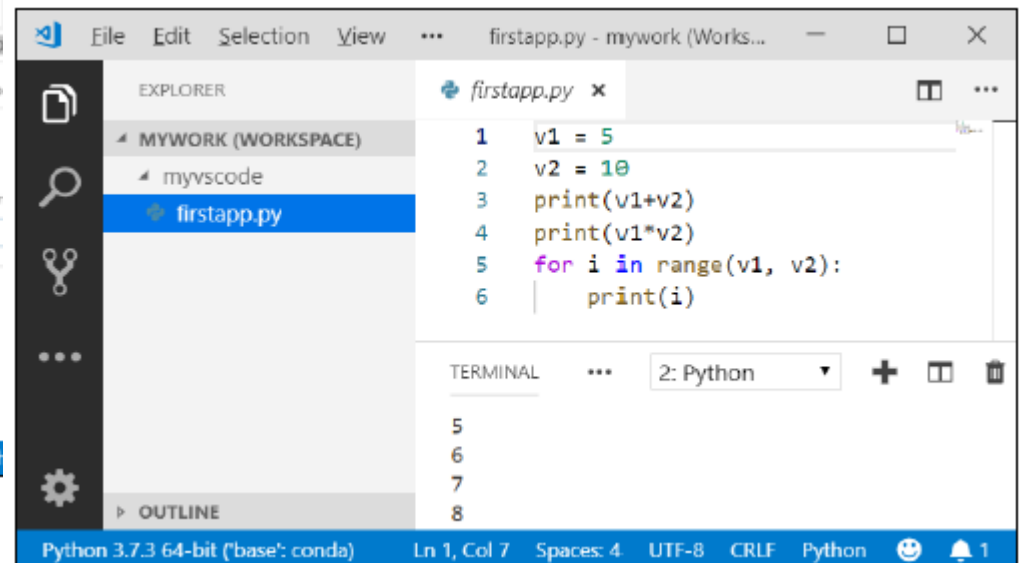 File Edit Selection View ··· firstapp.py - mywork (Works...
EXPLORER
MYWORK (WORKSPACE)
myvscode
firstapp.py
OUTLINE
firstapp.py
1 v1 = 5
2 v2 = 10
3 print(v1+v2)
4 print(v1*v2)
5 for i in range(v1, v2):
6 print(i)
TERMINAL ··· 2: Python
5
6
7
8
Python 3.7.3 64-bit ('base': conda) Ln 1, Col 7 Spaces: 4 UTF-8 CRLF Python 1